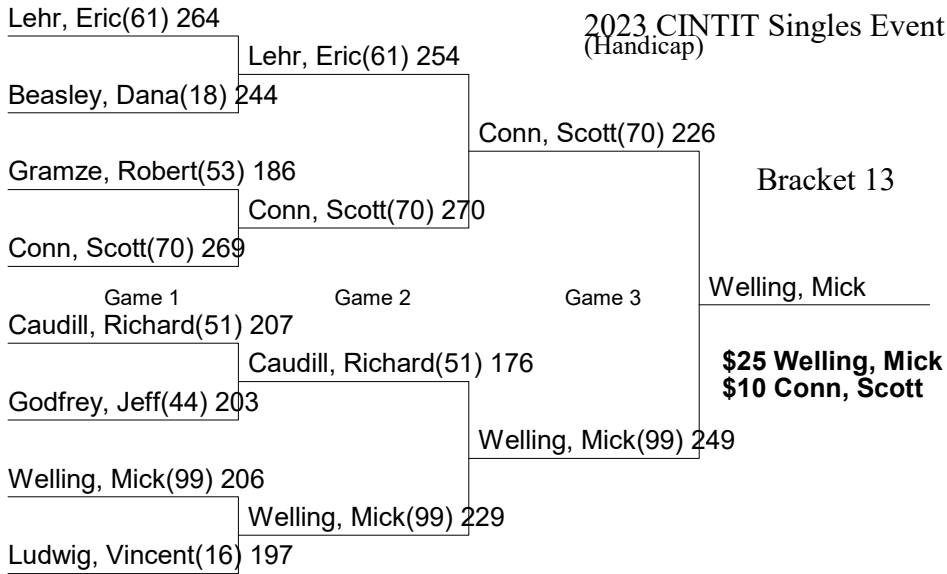 Lehr, Eric(61) 264
2023 CINTIT Singles Event
(Handicap)
Lehr, Eric(61) 254
Beasley, Dana(18) 244
Conn, Scott(70) 226
Gramze, Robert(53) 186
Bracket 13
Conn, Scott(70) 270
Conn, Scott(70) 269
Game 1
Game 2
Game 3
Welling, Mick
Caudill, Richard(51) 207
Caudill, Richard(51) 176
$25 Welling, Mick
$10 Conn, Scott
Godfrey, Jeff(44) 203
Welling, Mick(99) 249
Welling, Mick(99) 206
Welling, Mick(99) 229
Ludwig, Vincent(16) 197